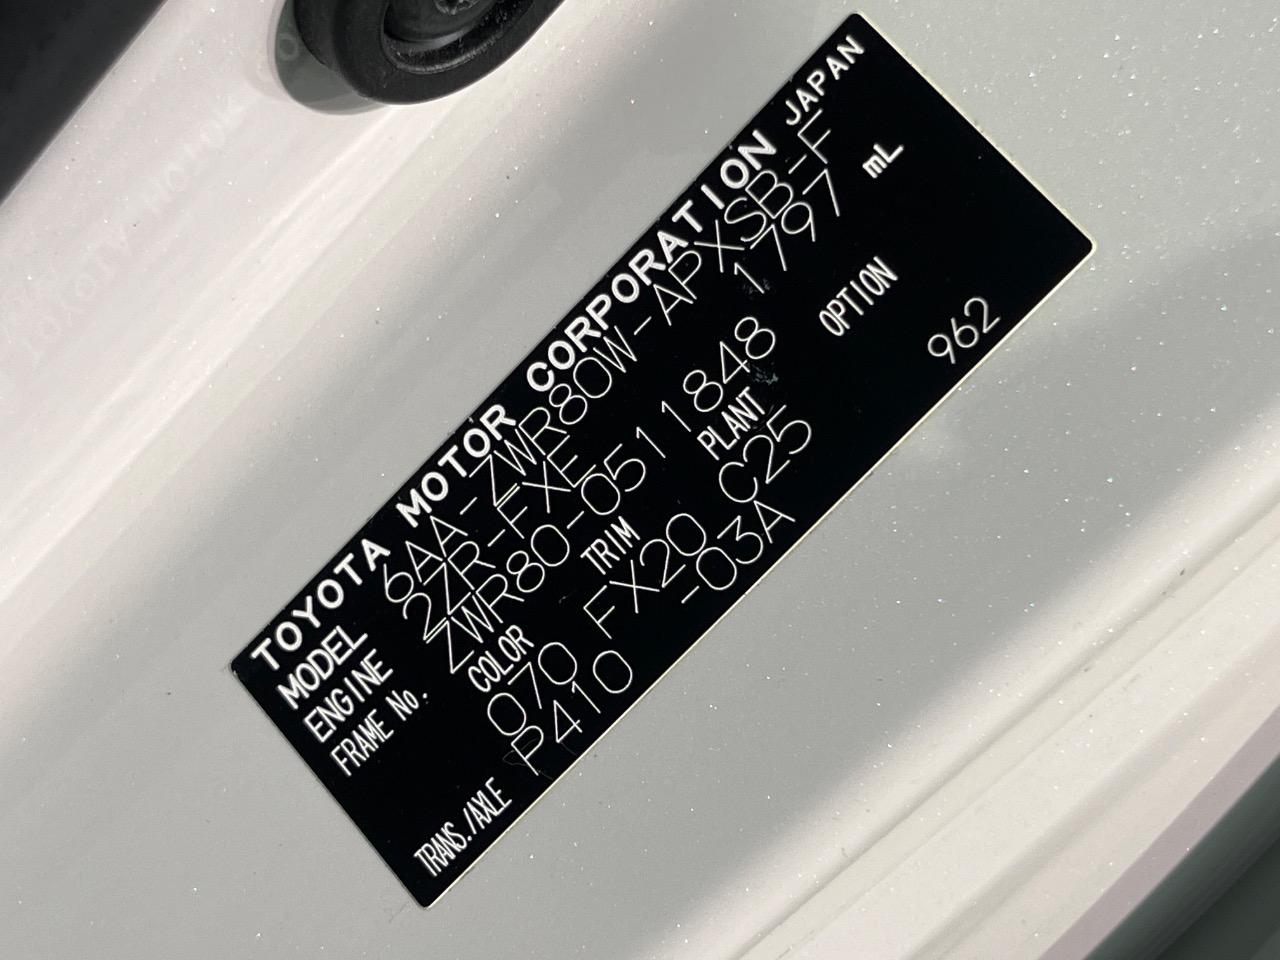 TOYOTA MOTOR CORPORATION JAPAN
MODEL 6AA-ZWR80W-APXSB-F
ENGINE 2ZR-FXE 1797 mL
FRAME No. ZWR80-0511848
COLOR TRIM PLANT OPTION
070 FX20 C25 962
TRANS./AXLE P410 -03A